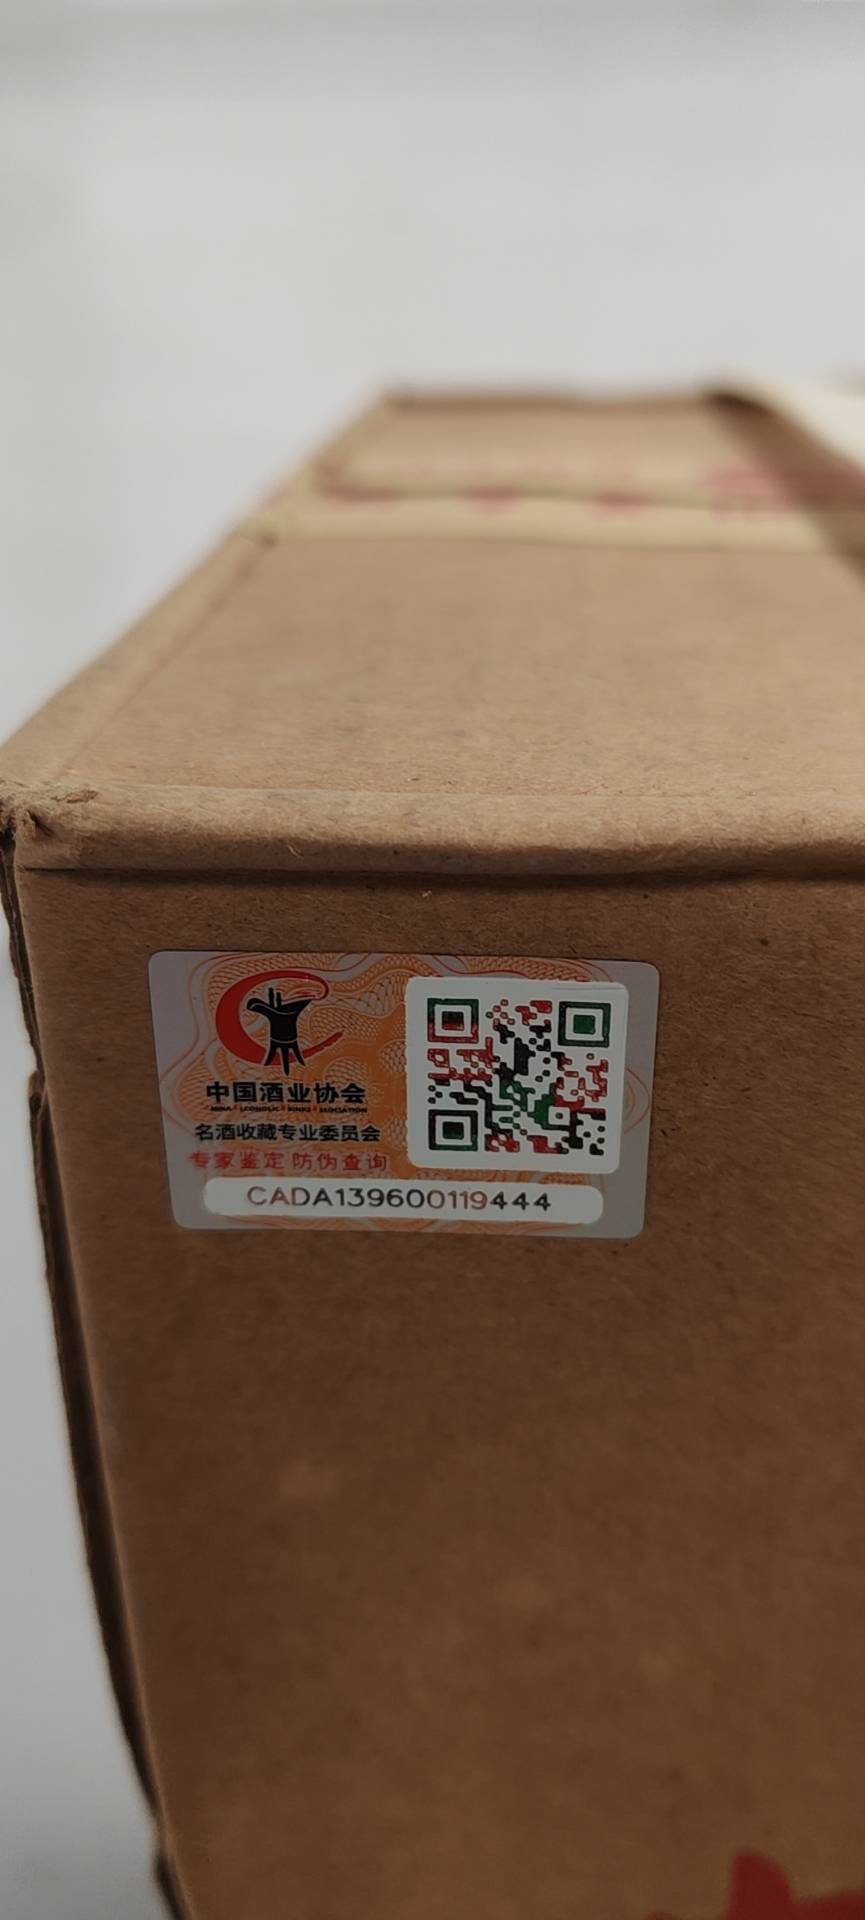 中国酒业协会
名酒收藏专业委员会
专家鉴定 防伪查询
CADA139600119444